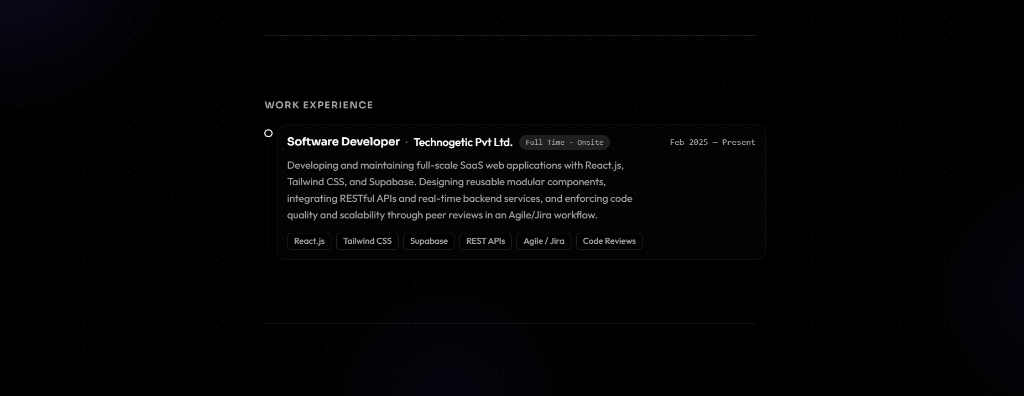 WORK EXPERIENCE
Software Developer · Technogetic Pvt Ltd. Full Time · Onsite Feb 2025 — Present
Developing and maintaining full-scale SaaS web applications with React.js,
Tailwind CSS, and Supabase. Designing reusable modular components,
integrating RESTful APIs and real-time backend services, and enforcing code
quality and scalability through peer reviews in an Agile/Jira workflow.
React.js Tailwind CSS Supabase REST APIs Agile / Jira Code Reviews